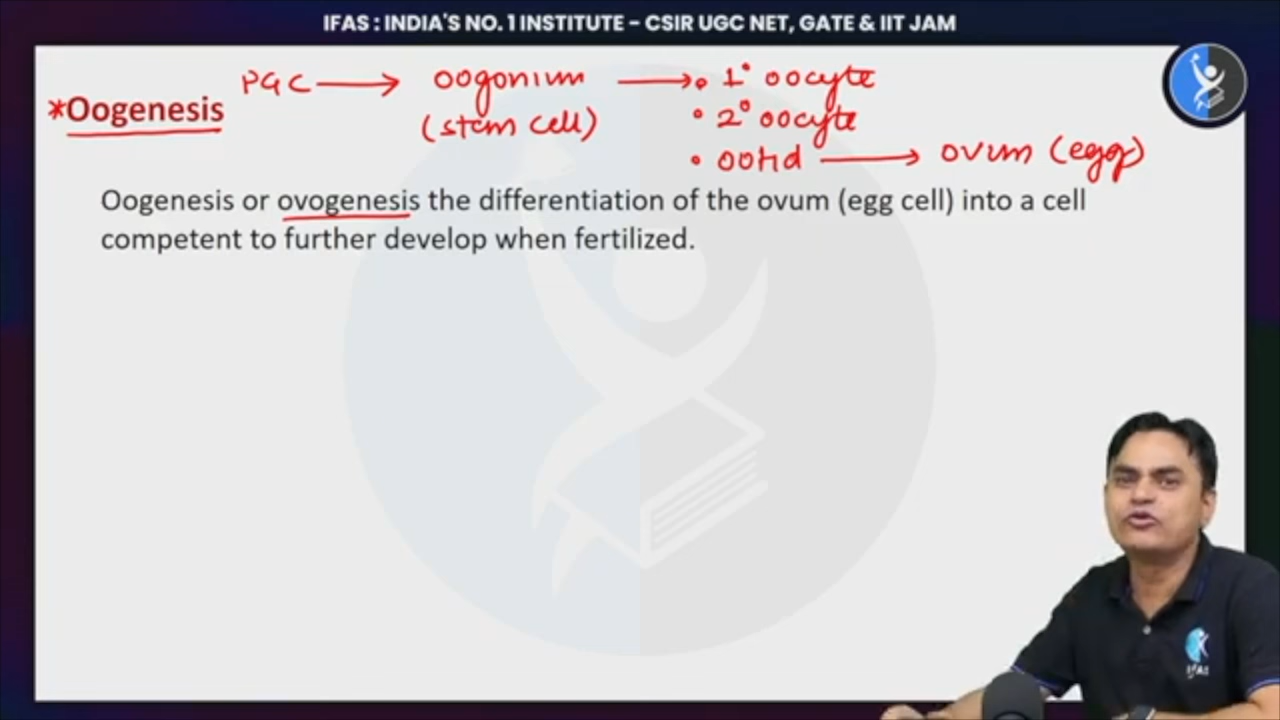 IFAS : INDIA'S NO. 1 INSTITUTE – CSIR UGC NET, GATE & IIT JAM
PGC → oogonium → • 1° oocyte
*Oogenesis
(stem cell)
• 2° oocyte
• ootid → ovum (egg)
Oogenesis or ovogenesis the differentiation of the ovum (egg cell) into a cell
competent to further develop when fertilized.
IFAS